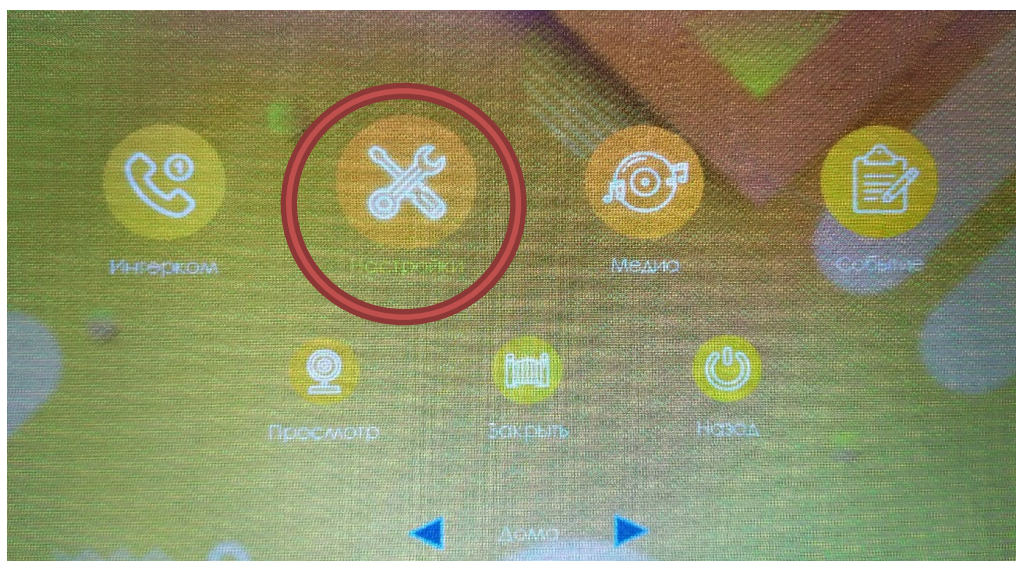 Интерком Настройки Медиа Событие
Просмотр Закрыть Назад
Дома